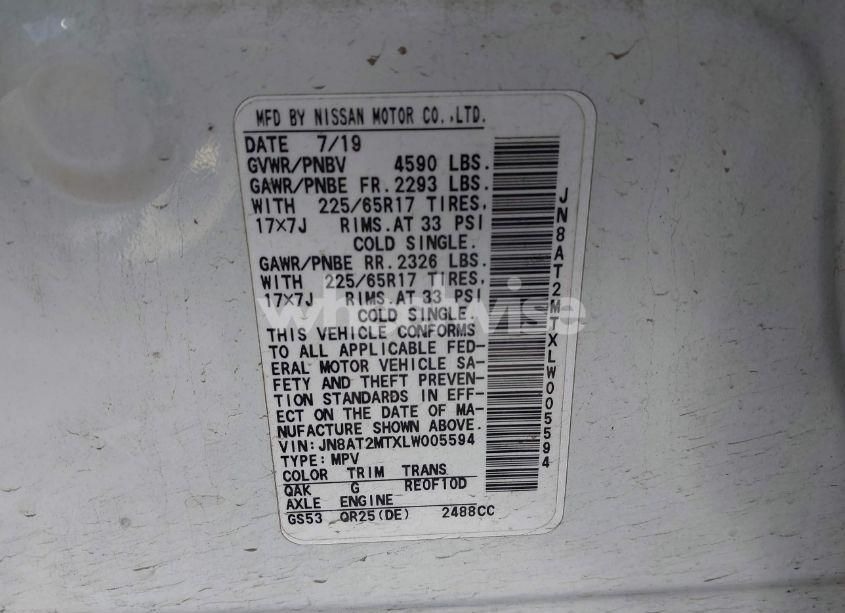 MFD BY NISSAN MOTOR CO.,LTD.
DATE 7/19
GVWR/PNBV 4590 LBS.
GAWR/PNBE FR. 2293 LBS.
WITH 225/65R17 TIRES,
17×7J RIMS.AT 33 PSI
COLD SINGLE.
GAWR/PNBE RR. 2326 LBS.
WITH 225/65R17 TIRES,
17×7J RIMS.AT 33 PSI
COLD SINGLE.
THIS VEHICLE CONFORMS
TO ALL APPLICABLE FED-
ERAL MOTOR VEHICLE SA-
FETY AND THEFT PREVEN-
TION STANDARDS IN EFF-
ECT ON THE DATE OF MA-
NUFACTURE SHOWN ABOVE.
VIN:JN8AT2MTXLW005594
TYPE:MPV
COLOR TRIM TRANS
QAK G RE0F10D
AXLE ENGINE
GS53 QR25(DE) 2488CC
JN8AT2MTXLW005594